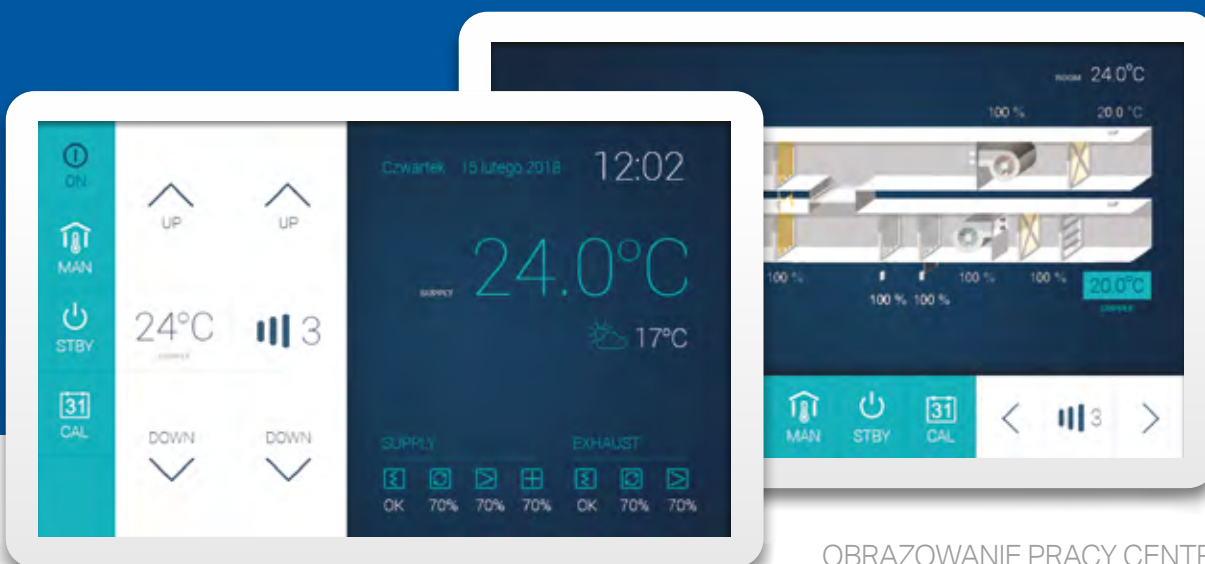 ON
MAN
STBY
31
CAL
UP
UP
24°C
3
DOWN
DOWN
Czwartek 15 lutego 2018 12:02
SUPPLY 24.0°C
17°C
SUPPLY EXHAUST
OK 70% 70% 70% OK 70% 70%
ROOM 24.0°C
100 % 20.0 °C
100 % 100 % 100 %
100 % 100 %
20.0°C
SUPPLY
MAN STBY 31 CAL 3
OBRAZOWANIE PRACY